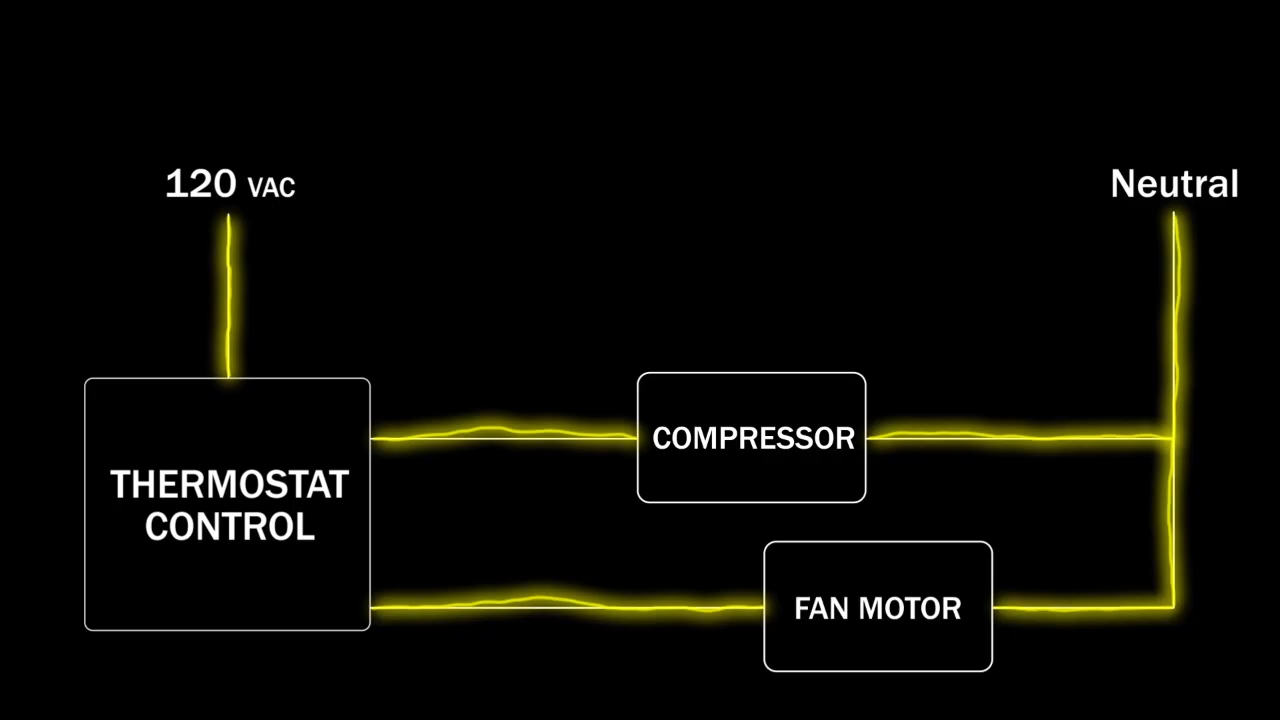 120 VAC
Neutral
COMPRESSOR
THERMOSTAT
CONTROL
FAN MOTOR